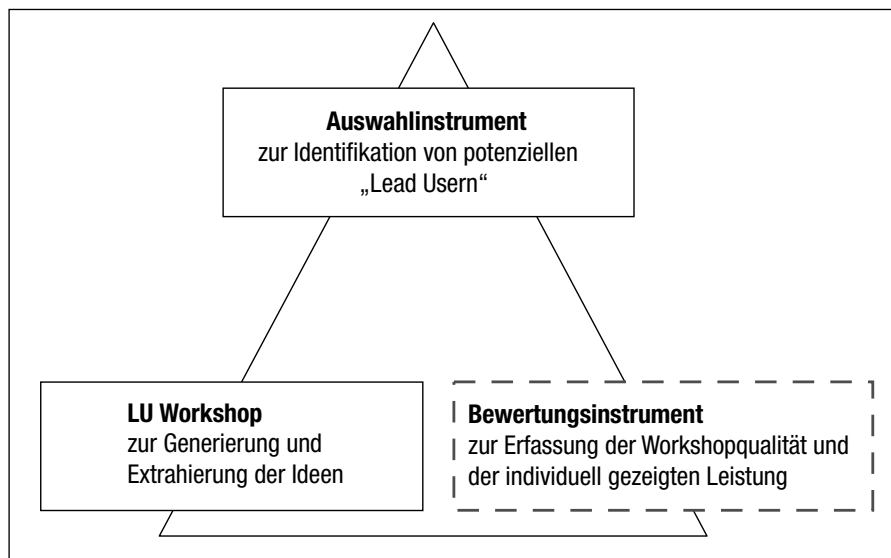 Auswahlinstrument
zur Identifikation von potenziellen
„Lead Usern“
LU Workshop
zur Generierung und
Extrahierung der Ideen
Bewertungsinstrument
zur Erfassung der Workshopqualität und
der individuell gezeigten Leistung